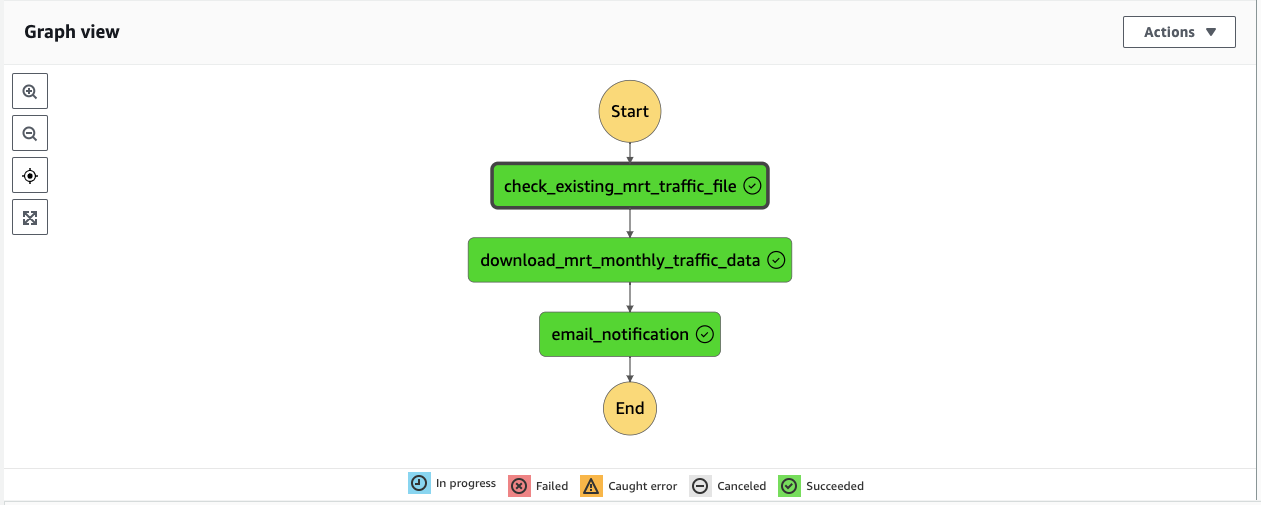 Graph view
Actions
Start
check_existing_mrt_traffic_file
download_mrt_monthly_traffic_data
email_notification
End
In progress
Failed
Caught error
Canceled
Succeeded